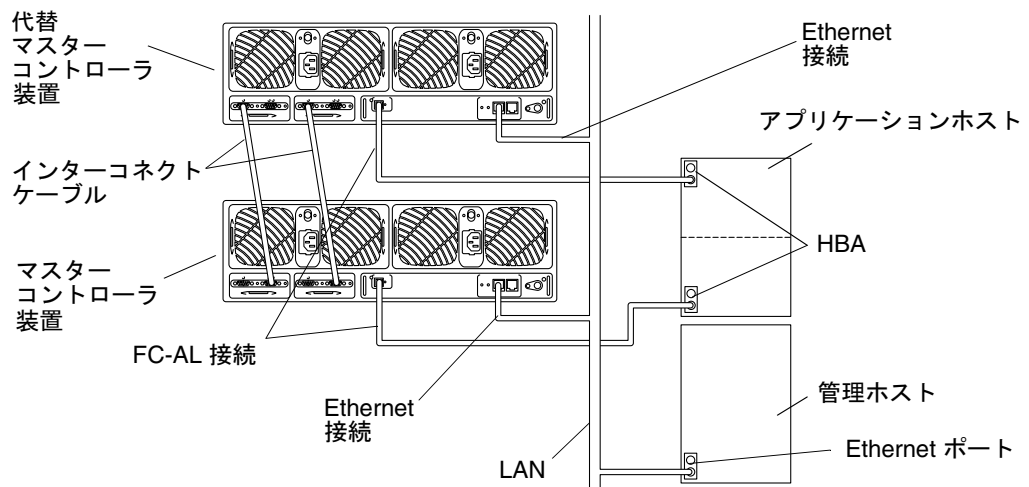 代替
マスター
コントローラ
装置
Ethernet
接続
アプリケーションホスト
インターコネクト
ケーブル
HBA
マスター
コントローラ
装置
FC-AL 接続
Ethernet
接続
管理ホスト
Ethernet ポート
LAN